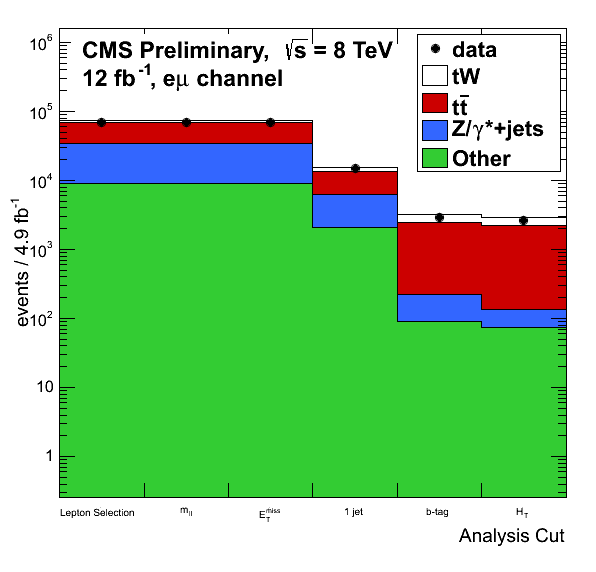 CMS Preliminary, √s = 8 TeV
12 fb⁻¹, eμ channel
data
tW
tt̄
Z/γ*+jets
Other
events / 4.9 fb⁻¹
10⁶
10⁵
10⁴
10³
10²
10
1
Lepton Selection m_ll E_T^miss 1 jet b-tag H_T
Analysis Cut